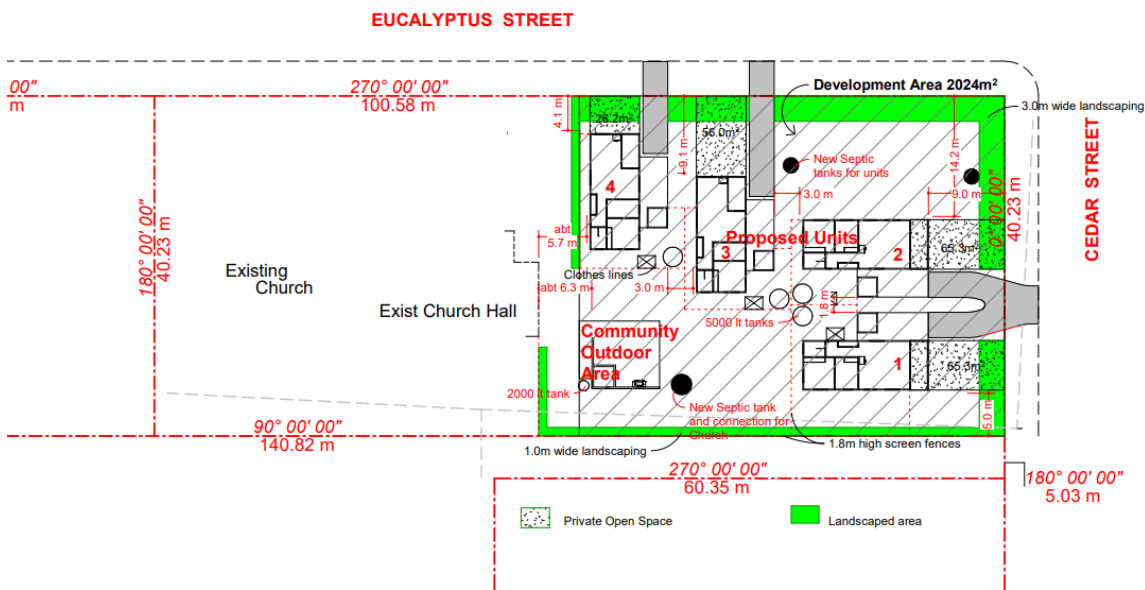 EUCALYPTUS STREET
00"
m
270° 00' 00"
100.58 m
Development Area 2024m²
3.0m wide landscaping
CEDAR STREET
4.1 m
26.2m²
9.1 m
56.0m²
New Septic
tanks for units
14.2 m
3.0 m
9.0 m
0° 00' 00"
40.23 m
180° 00' 00"
40.23 m
4
abt
5.7 m
Proposed Units
3
2
65.3m²
Existing
Church
Clothes lines
abt 6.3 m
3.0 m
1.8 m
Exist Church Hall
5000 lt tanks
Community
Outdoor
Area
1
65.3m²
2000 lt tank
New Septic tank
and connection for
Church
5.0 m
90° 00' 00"
140.82 m
1.0m wide landscaping
1.8m high screen fences
270° 00' 00"
60.35 m
180° 00' 00"
5.03 m
Private Open Space
Landscaped area